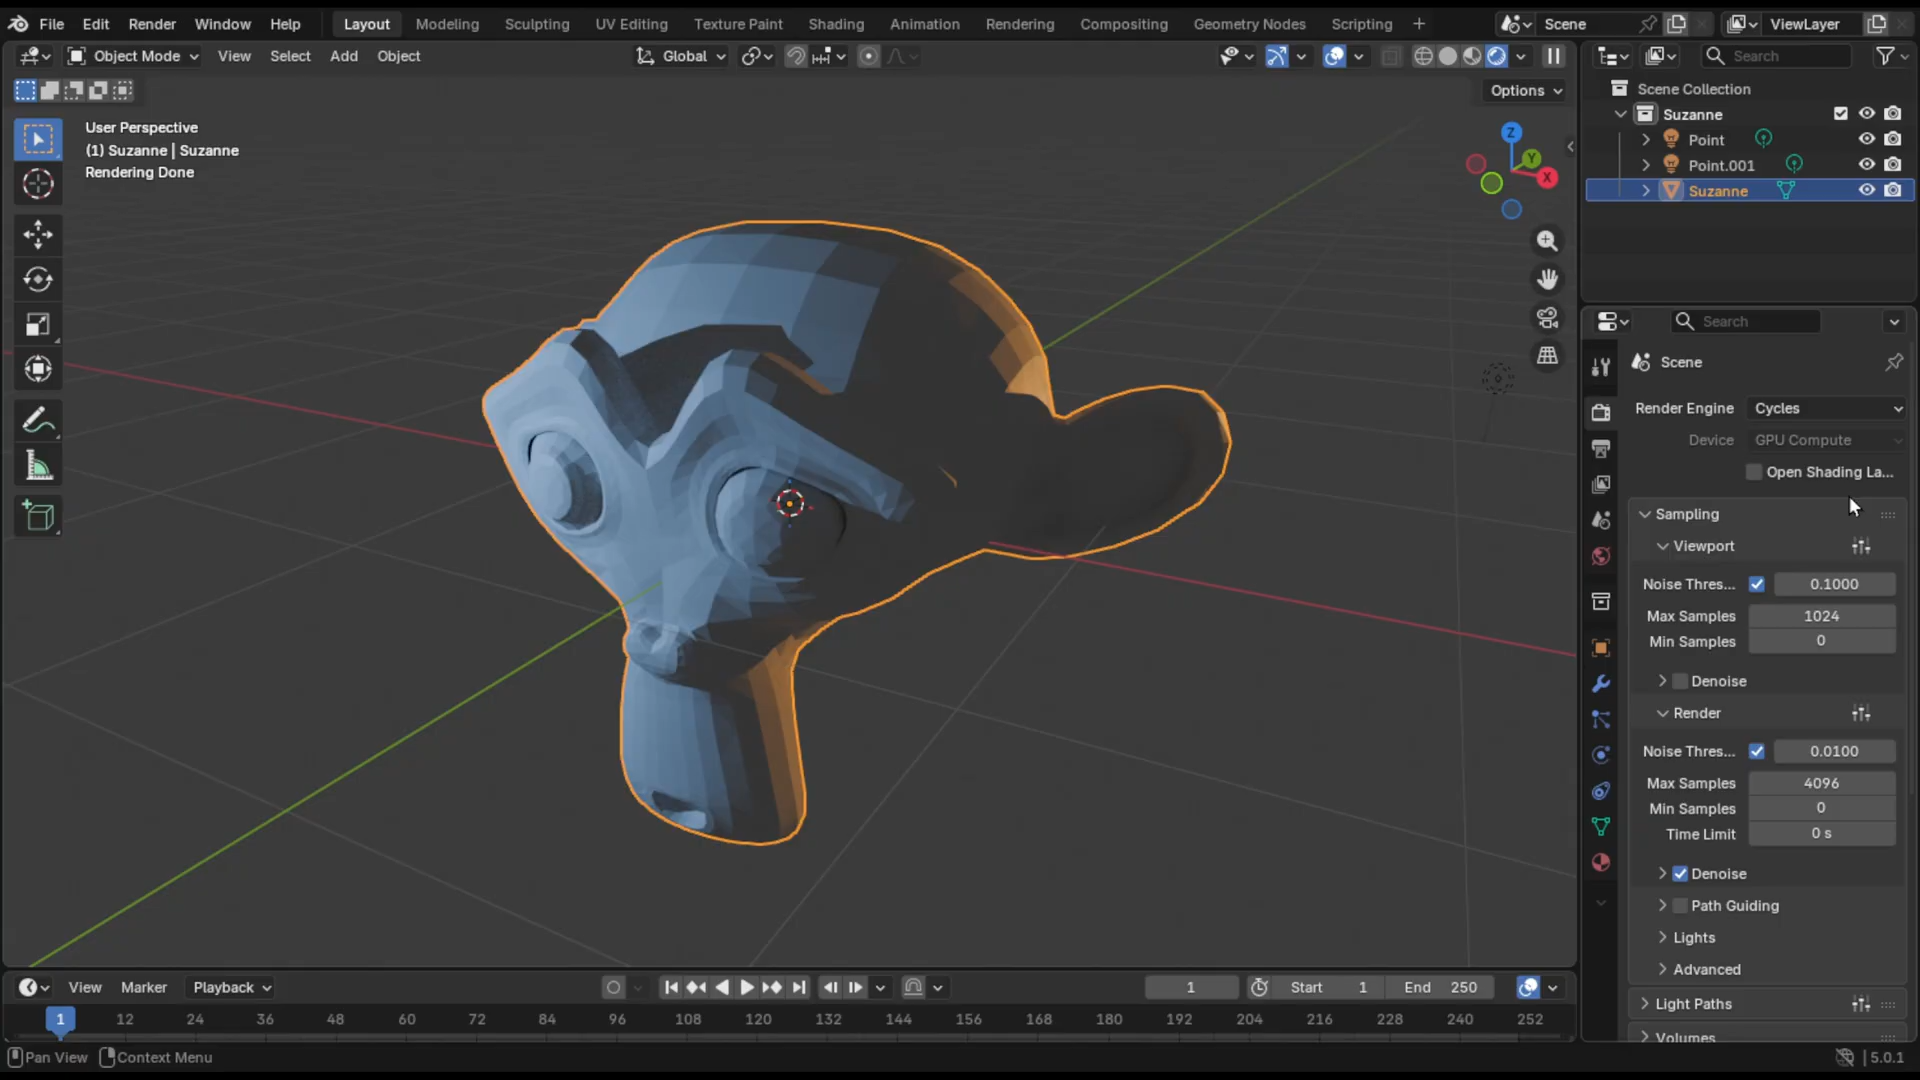 File Edit Render Window Help Layout Modeling Sculpting UV Editing Texture Paint Shading Animation Rendering Compositing Geometry Nodes Scripting + Scene ViewLayer
Object Mode View Select Add Object Global Search
Options
User Perspective
(1) Suzanne | Suzanne
Rendering Done
Z
Y
X
Scene Collection
Suzanne
Point
Point.001
Suzanne
Search
Scene
Render Engine Cycles
Device GPU Compute
Open Shading La...
Sampling
Viewport
Noise Thres... 0.1000
Max Samples 1024
Min Samples 0
Denoise
Render
Noise Thres... 0.0100
Max Samples 4096
Min Samples 0
Time Limit 0 s
Denoise
Path Guiding
Lights
Advanced
Light Paths
Volumes
View Marker Playback 1 Start 1 End 250
1 12 24 36 48 60 72 84 96 108 120 132 144 156 168 180 192 204 216 228 240 252
Pan View Context Menu 5.0.1